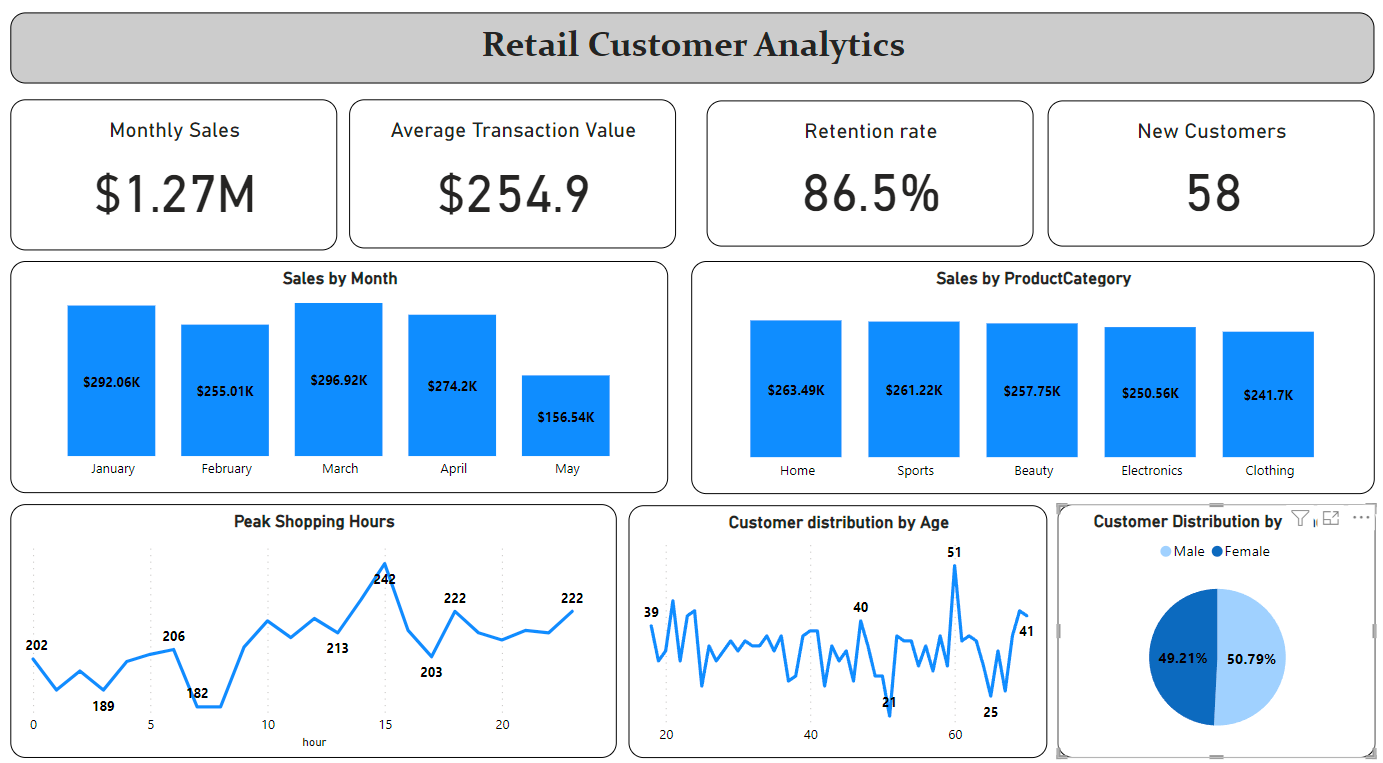 Retail Customer Analytics
Monthly Sales
$1.27M
Average Transaction Value
$254.9
Retention rate
86.5%
New Customers
58
Sales by Month
$292.06K
$255.01K
$296.92K
$274.2K
$156.54K
January
February
March
April
May
Sales by ProductCategory
$263.49K
$261.22K
$257.75K
$250.56K
$241.7K
Home
Sports
Beauty
Electronics
Clothing
Peak Shopping Hours
202
189
206
182
213
242
203
222
222
0
5
10
15
20
hour
Customer distribution by Age
39
40
21
51
25
41
20
40
60
Customer Distribution by
Male
Female
49.21%
50.79%